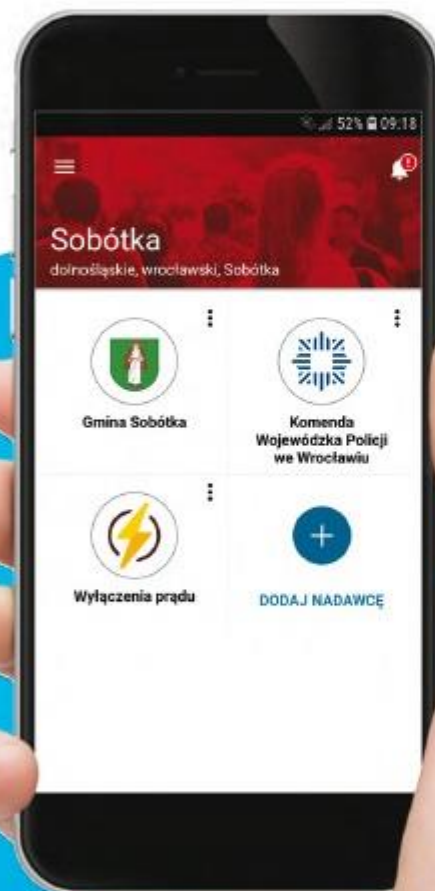 52% 09:18
Sobótka
dolnośląskie, wrocławski, Sobótka
Gmina Sobótka
Komenda
Wojewódzka Policji
we Wrocławiu
Wyłączenia prądu
DODAJ NADAWCĘ